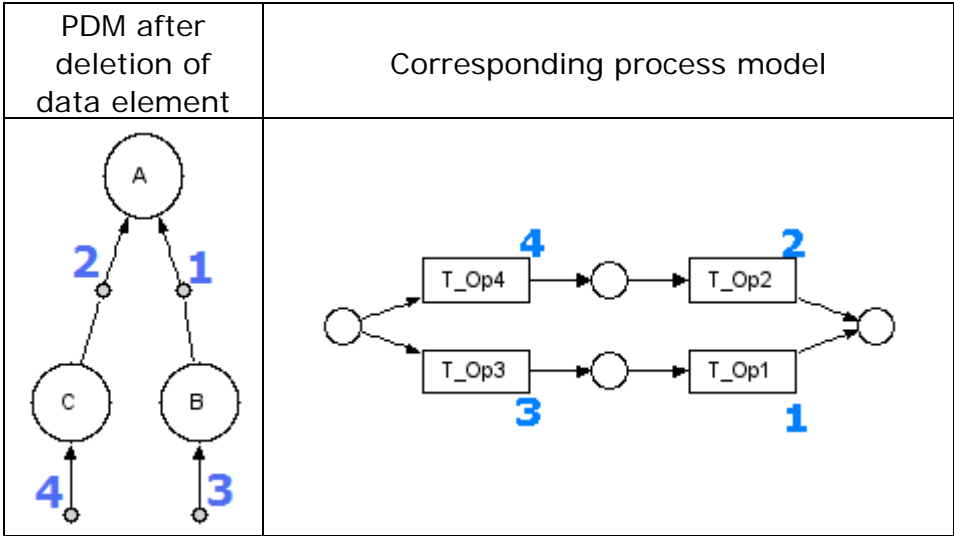 PDM after
deletion of
data element
Corresponding process model
A
2
1
C
B
4
3
4
2
T_Op4
T_Op2
T_Op3
T_Op1
3
1